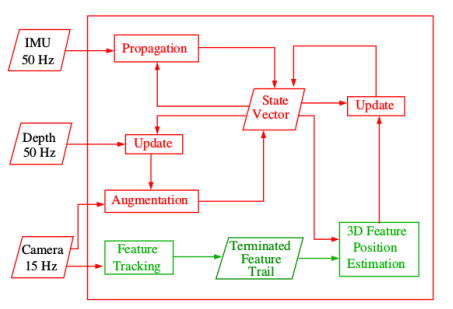 IMU
50 Hz
Propagation
State
Vector
Update
Depth
50 Hz
Update
Augmentation
Camera
15 Hz
Feature
Tracking
Terminated
Feature
Trail
3D Feature
Position
Estimation